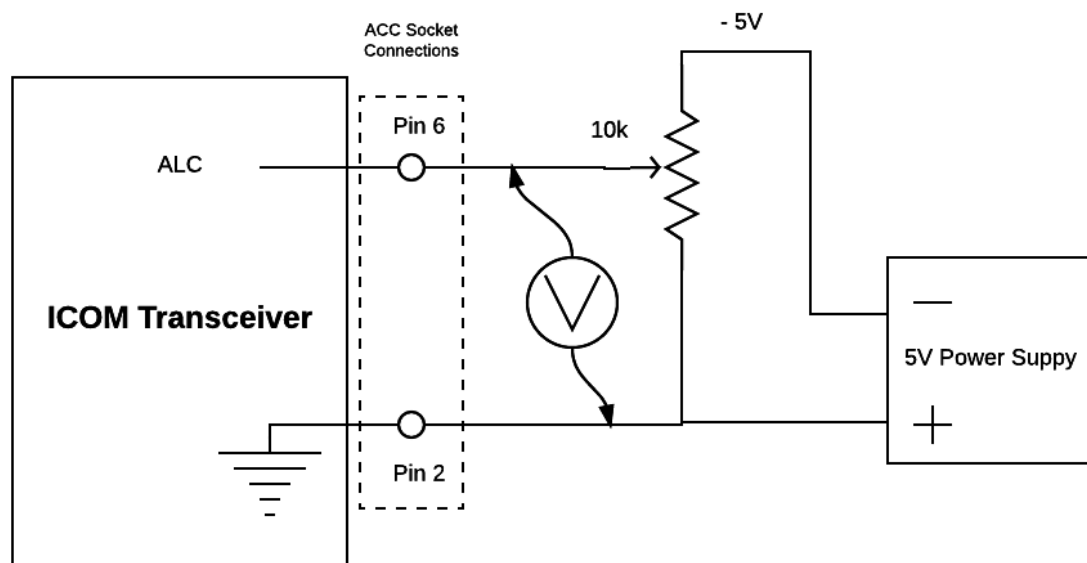 ACC Socket
Connections
- 5V
Pin 6
10k
ALC
ICOM Transceiver
V
5V Power Suppy
Pin 2